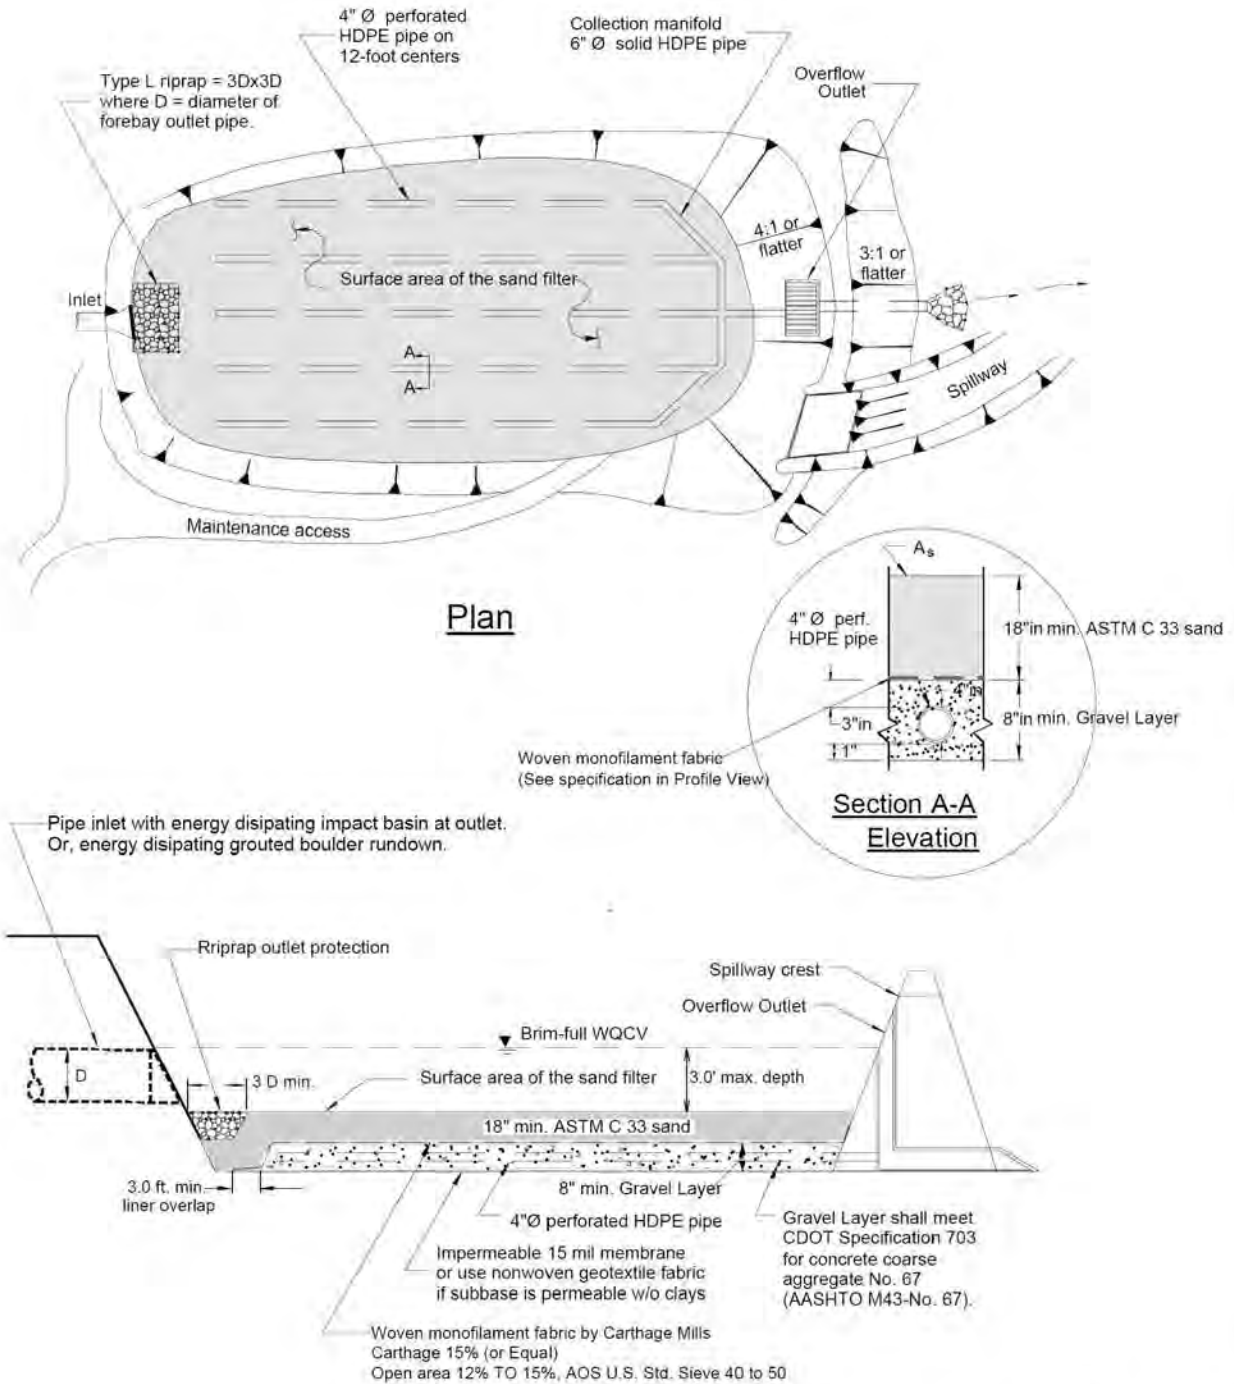 4" Ø perforated
HDPE pipe on
12-foot centers
Collection manifold
6" Ø solid HDPE pipe
Overflow
Outlet
Type L riprap = 3Dx3D
where D = diameter of
forebay outlet pipe.
4:1 or
flatter
3:1 or
flatter
Surface area of the sand filter
Inlet
A
A
Spillway
Maintenance access
Plan
As
4" Ø perf.
HDPE pipe
18"in min. ASTM C 33 sand
4"in
3"in
8"in min. Gravel Layer
1"
Woven monofilament fabric
(See specification in Profile View)
Section A-A
Elevation
Pipe inlet with energy disipating impact basin at outlet.
Or, energy disipating grouted boulder rundown.
Rriprap outlet protection
Spillway crest
Overflow Outlet
Brim-full WQCV
D
3 D min.
Surface area of the sand filter
3.0' max. depth
18" min. ASTM C 33 sand
3.0 ft. min.
liner overlap
8" min. Gravel Layer
4"Ø perforated HDPE pipe
Gravel Layer shall meet
CDOT Specification 703
for concrete coarse
aggregate No. 67
(AASHTO M43-No. 67).
Impermeable 15 mil membrane
or use nonwoven geotextile fabric
if subbase is permeable w/o clays
Woven monofilament fabric by Carthage Mills
Carthage 15% (or Equal)
Open area 12% TO 15%, AOS U.S. Std. Sieve 40 to 50